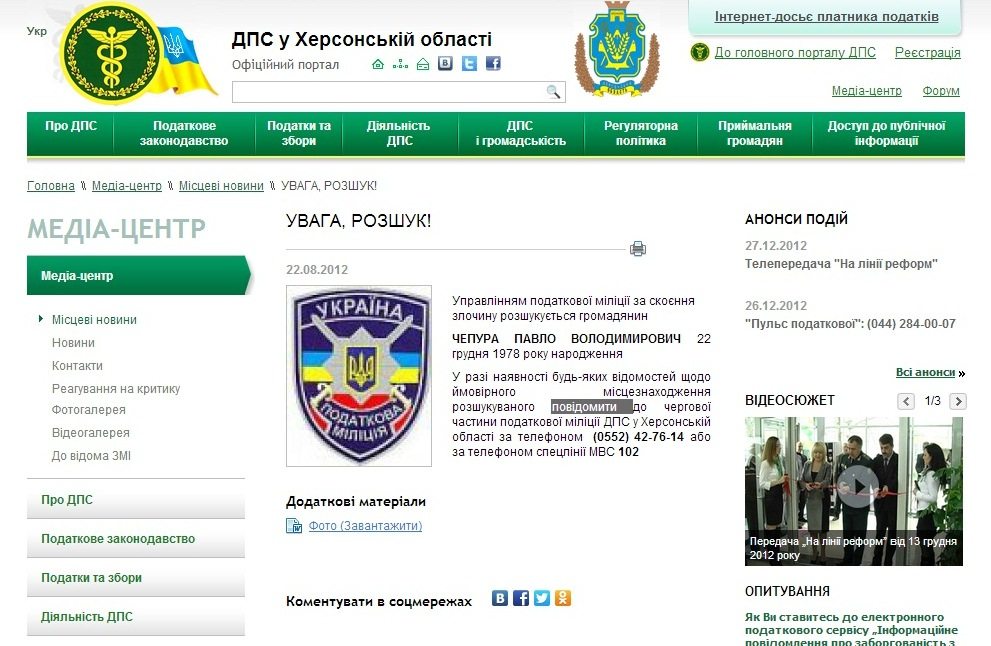 Укр
ДПС у Херсонській області
Офіційний портал
Інтернет-досьє платника податків
До головного порталу ДПС Реєстрація
Медіа-центр Форум
Про ДПС
Податкове
законодавство
Податки та
збори
Діяльність
ДПС
ДПС
і громадськість
Регуляторна
політика
Приймальня
громадян
Доступ до публічної
інформації
Головна \\ Медіа-центр \\ Місцеві новини \\ УВАГА, РОЗШУК!
МЕДІА-ЦЕНТР
Медіа-центр
Місцеві новини
Новини
Контакти
Реагування на критику
Фотогалерея
Відеогалерея
До відома ЗМІ
Про ДПС
Податкове законодавство
Податки та збори
Діяльність ДПС
УВАГА, РОЗШУК!
22.08.2012
УКРАЇНА
ПОДАТКОВА
МІЛІЦІЯ
Управлінням податкової міліції за скоєння
злочину розшукується громадянин
ЧЕПУРА ПАВЛО ВОЛОДИМИРОВИЧ 22
грудня 1978 року народження
У разі наявності будь-яких відомостей щодо
ймовірного місцезнаходження
розшукуваного повідомити до чергової
частини податкової міліції ДПС у Херсонській
області за телефоном (0552) 42-76-14 або
за телефоном спецлінії МВС 102
Додаткові матеріали
Фото (Завантажити)
Коментувати в соцмережах
АНОНСИ ПОДІЙ
27.12.2012
Телепередача "На лінії реформ"
26.12.2012
"Пульс податкової": (044) 284-00-07
Всі анонси »
ВІДЕОСЮЖЕТ < 1/3 >
Передача „На лінії реформ" від 13 грудня
2012 року
ОПИТУВАННЯ
Як Ви ставитесь до електронного
податкового сервісу „Інформаційне
повідомлення про заборгованість з